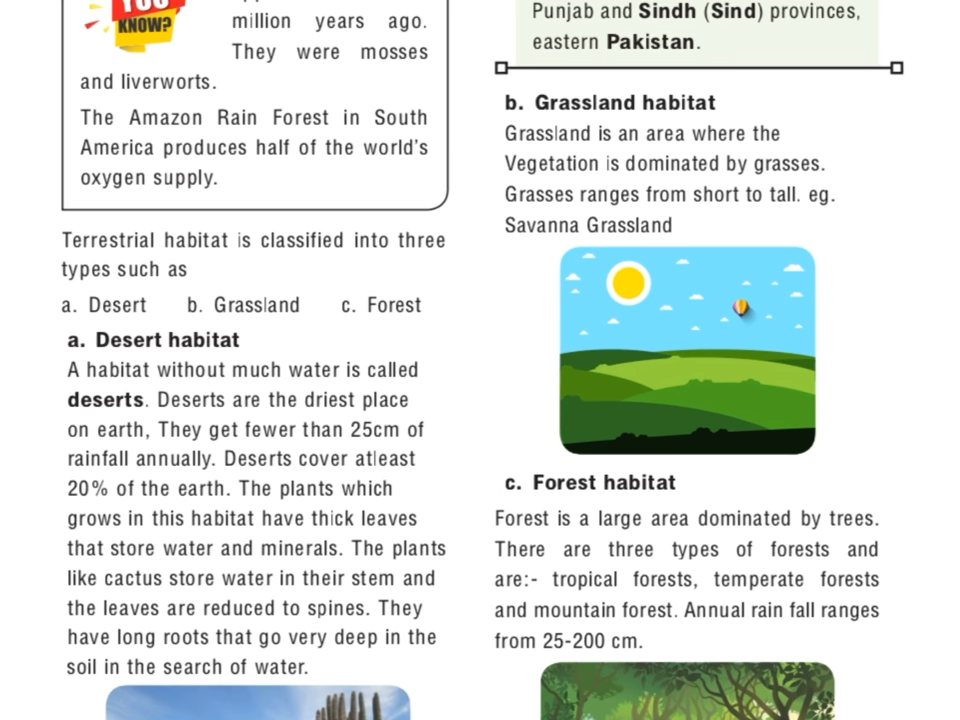 YOU
KNOW?
million years ago.
They were mosses
and liverworts.
The Amazon Rain Forest in South
America produces half of the world's
oxygen supply.
Terrestrial habitat is classified into three
types such as
a. Desert b. Grassland c. Forest
a. Desert habitat
A habitat without much water is called
deserts. Deserts are the driest place
on earth, They get fewer than 25cm of
rainfall annually. Deserts cover atleast
20% of the earth. The plants which
grows in this habitat have thick leaves
that store water and minerals. The plants
like cactus store water in their stem and
the leaves are reduced to spines. They
have long roots that go very deep in the
soil in the search of water.
Punjab and Sindh (Sind) provinces,
eastern Pakistan.
b. Grassland habitat
Grassland is an area where the
Vegetation is dominated by grasses.
Grasses ranges from short to tall. eg.
Savanna Grassland
c. Forest habitat
Forest is a large area dominated by trees.
There are three types of forests and
are:- tropical forests, temperate forests
and mountain forest. Annual rain fall ranges
from 25-200 cm.